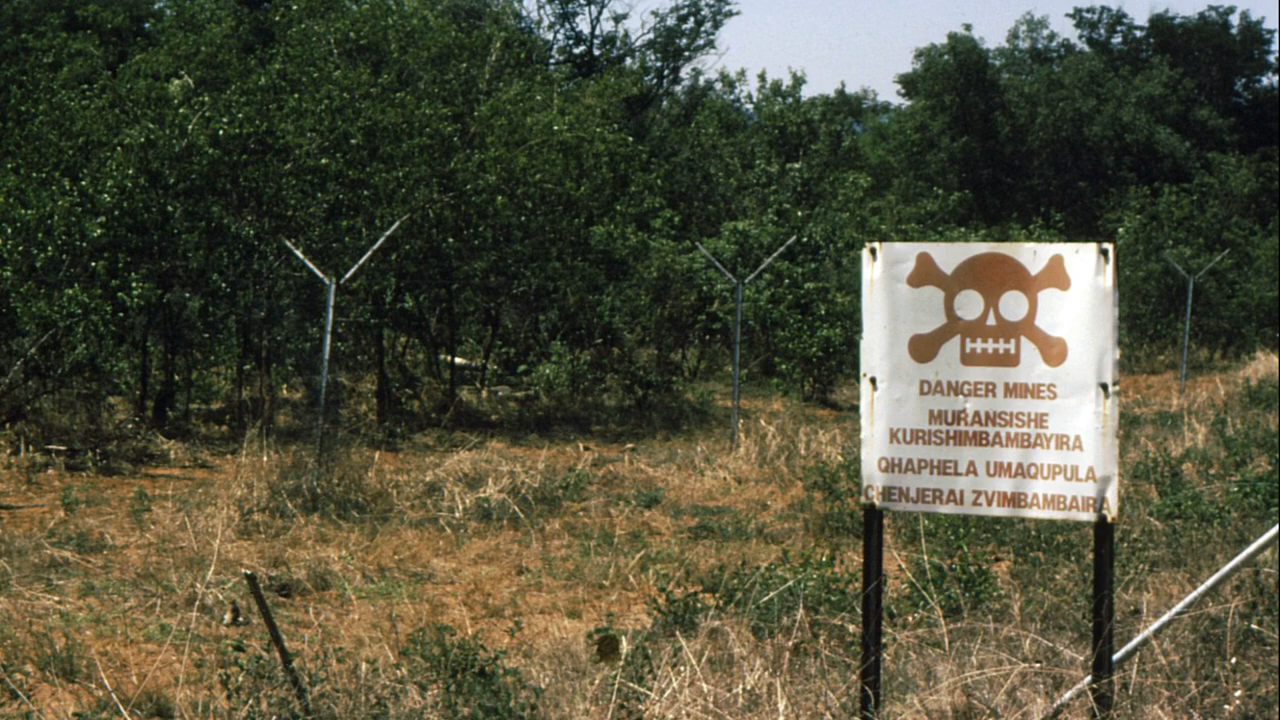 DANGER MINES
MURANSISHE
KURISHIMBAMBAYIRA
QHAPHELA UMAQUPULA
CHENJERAI ZVIMBAMBAIRA